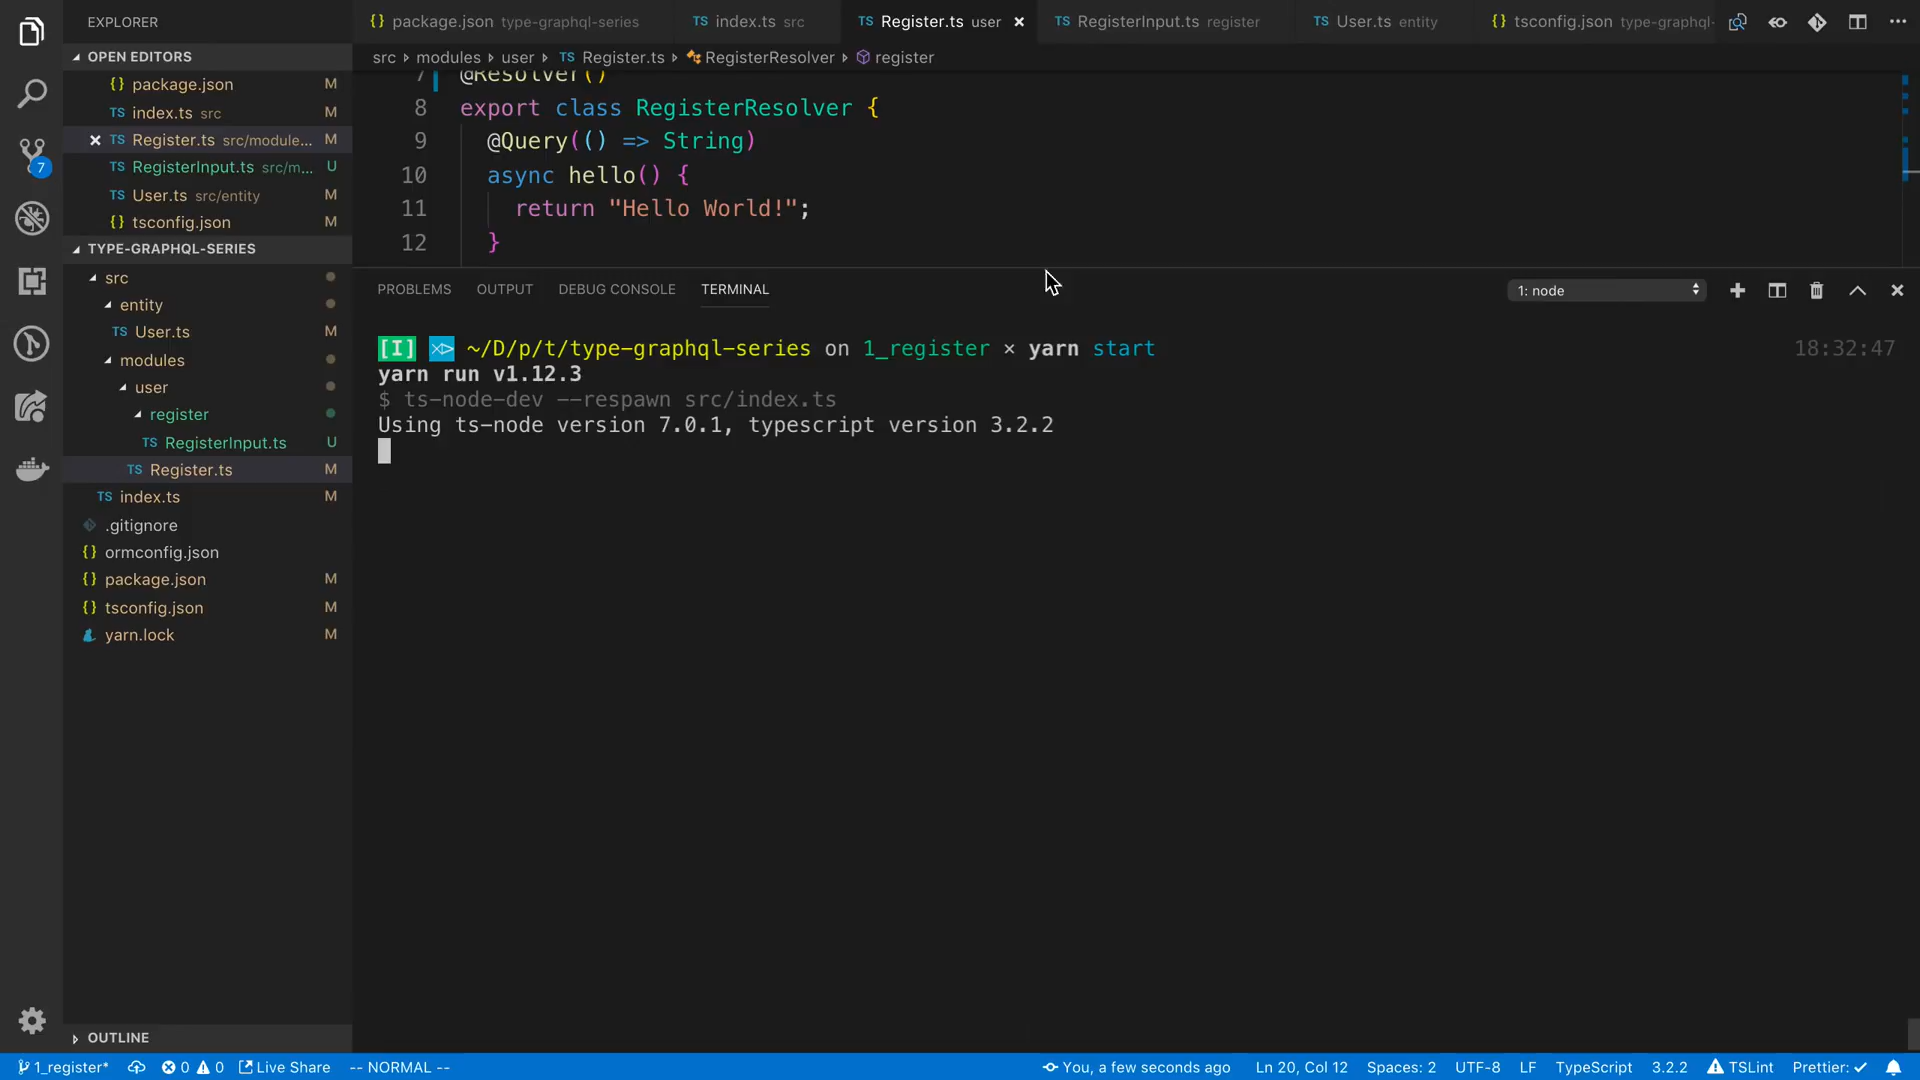 EXPLORER
OPEN EDITORS
{} package.json M
TS index.ts src M
TS Register.ts src/module... M
TS RegisterInput.ts src/m... U
TS User.ts src/entity M
{} tsconfig.json M
TYPE-GRAPHQL-SERIES
src
entity
TS User.ts M
modules
user
register
TS RegisterInput.ts U
TS Register.ts M
TS index.ts M
.gitignore
{} ormconfig.json
{} package.json M
{} tsconfig.json M
yarn.lock M
OUTLINE
{} package.json type-graphql-series
TS index.ts src
TS Register.ts user
TS RegisterInput.ts register
TS User.ts entity
{} tsconfig.json type-graphql-
src modules user TS Register.ts RegisterResolver register
7 @Resolver()
8 export class RegisterResolver {
9 @Query(() => String)
10 async hello() {
11 return "Hello World!";
12 }
PROBLEMS OUTPUT DEBUG CONSOLE TERMINAL 1: node
[I] ~/D/p/t/type-graphql-series on 1_register × yarn start 18:32:47
yarn run v1.12.3
$ ts-node-dev --respawn src/index.ts
Using ts-node version 7.0.1, typescript version 3.2.2
7
1_register* 0 0 Live Share -- NORMAL -- You, a few seconds ago Ln 20, Col 12 Spaces: 2 UTF-8 LF TypeScript 3.2.2 TSLint Prettier: ✓